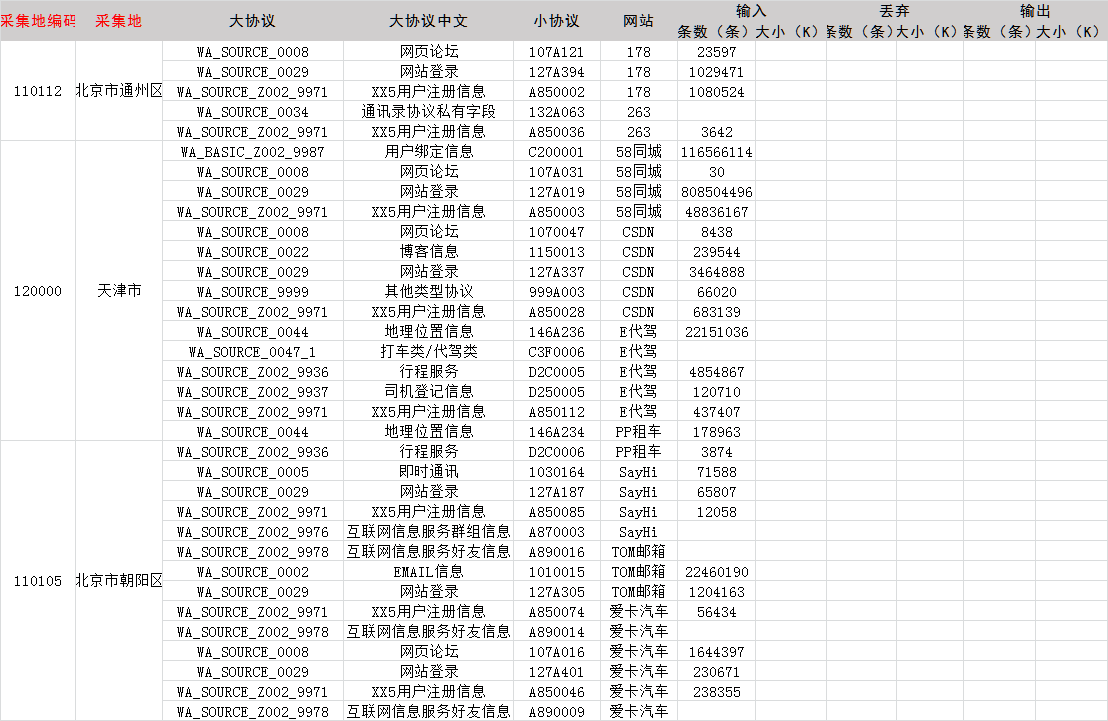 采集地编码 采集地 大协议 大协议中文 小协议 网站 输入 丢弃 输出
条数（条） 大小（K） 条数（条） 大小（K） 条数（条） 大小（K）
WA_SOURCE_0008 网页论坛 107A121 178 23597
WA_SOURCE_0029 网站登录 127A394 178 1029471
110112 北京市通州区 WA_SOURCE_Z002_9971 XX5用户注册信息 A850002 178 1080524
WA_SOURCE_0034 通讯录协议私有字段 132A063 263
WA_SOURCE_Z002_9971 XX5用户注册信息 A850036 263 3642
WA_BASIC_Z002_9987 用户绑定信息 C200001 58同城 116566114
WA_SOURCE_0008 网页论坛 107A031 58同城 30
WA_SOURCE_0029 网站登录 127A019 58同城 808504496
WA_SOURCE_Z002_9971 XX5用户注册信息 A850003 58同城 48836167
WA_SOURCE_0008 网页论坛 1070047 CSDN 8438
WA_SOURCE_0022 博客信息 1150013 CSDN 239544
WA_SOURCE_0029 网站登录 127A337 CSDN 3464888
120000 天津市 WA_SOURCE_9999 其他类型协议 999A003 CSDN 66020
WA_SOURCE_Z002_9971 XX5用户注册信息 A850028 CSDN 683139
WA_SOURCE_0044 地理位置信息 146A236 E代驾 22151036
WA_SOURCE_0047_1 打车类/代驾类 C3F0006 E代驾
WA_SOURCE_Z002_9936 行程服务 D2C0005 E代驾 4854867
WA_SOURCE_Z002_9937 司机登记信息 D250005 E代驾 120710
WA_SOURCE_Z002_9971 XX5用户注册信息 A850112 E代驾 437407
WA_SOURCE_0044 地理位置信息 146A234 PP租车 178963
WA_SOURCE_Z002_9936 行程服务 D2C0006 PP租车 3874
WA_SOURCE_0005 即时通讯 1030164 SayHi 71588
WA_SOURCE_0029 网站登录 127A187 SayHi 65807
WA_SOURCE_Z002_9971 XX5用户注册信息 A850085 SayHi 12058
WA_SOURCE_Z002_9976 互联网信息服务群组信息 A870003 SayHi
WA_SOURCE_Z002_9978 互联网信息服务好友信息 A890016 TOM邮箱
WA_SOURCE_0002 EMAIL信息 1010015 TOM邮箱 22460190
110105 北京市朝阳区 WA_SOURCE_0029 网站登录 127A305 TOM邮箱 1204163
WA_SOURCE_Z002_9971 XX5用户注册信息 A850074 爱卡汽车 56434
WA_SOURCE_Z002_9978 互联网信息服务好友信息 A890014 爱卡汽车
WA_SOURCE_0008 网页论坛 107A016 爱卡汽车 1644397
WA_SOURCE_0029 网站登录 127A401 爱卡汽车 230671
WA_SOURCE_Z002_9971 XX5用户注册信息 A850046 爱卡汽车 238355
WA_SOURCE_Z002_9978 互联网信息服务好友信息 A890009 爱卡汽车